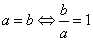 a = b ⇔ b/a = 1